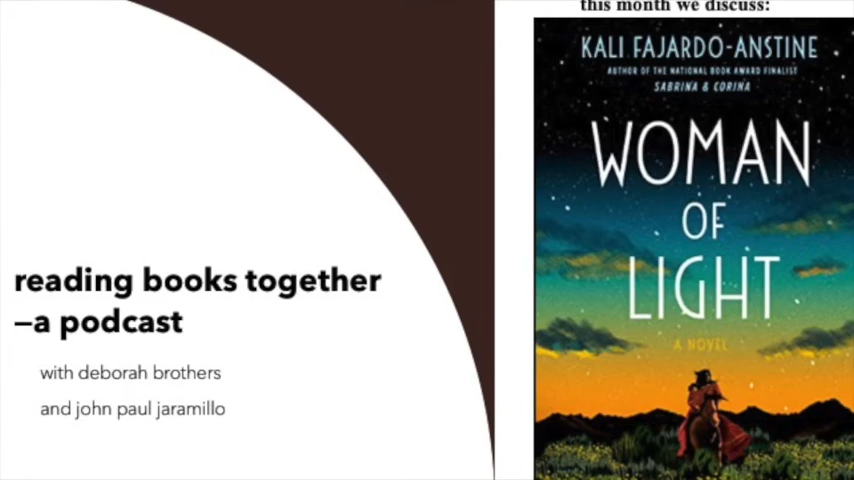 reading books together
—a podcast
with deborah brothers
and john paul jaramillo
this month we discuss:
KALI FAJARDO-ANSTINE
AUTHOR OF THE NATIONAL BOOK AWARD FINALIST
SABRINA & CORINA
WOMAN
OF
LIGHT
A NOVEL